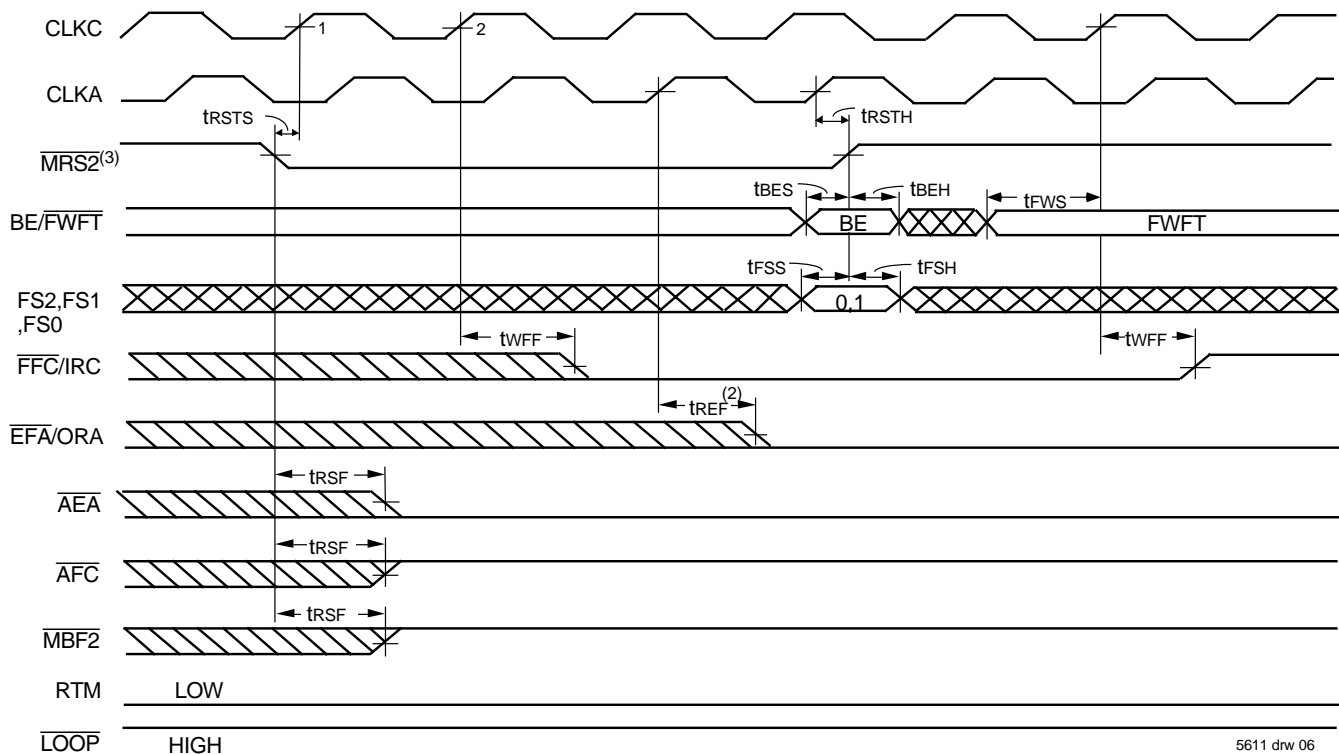 CLKC 1 2
CLKA
tRSTS tRSTH
MRS2(3)
tBES tBEH tFWS
BE/FWFT BE FWFT
tFSS tFSH
FS2,FS1 0,1
,FS0
tWFF tWFF
FFC/IRC
tREF(2)
EFA/ORA
tRSF
AEA
tRSF
AFC
tRSF
MBF2
RTM LOW
LOOP HIGH
5611 drw 06